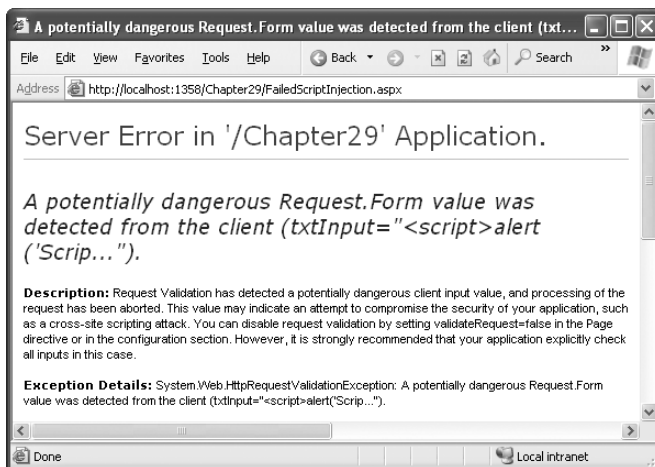 A potentially dangerous Request.Form value was detected from the client (txt...
File Edit View Favorites Tools Help Back Search »
Address http://localhost:1358/Chapter29/FailedScriptInjection.aspx
Server Error in '/Chapter29' Application.
A potentially dangerous Request.Form value was
detected from the client (txtInput="<script>alert
('Scrip...").
Description: Request Validation has detected a potentially dangerous client input value, and processing of the
request has been aborted. This value may indicate an attempt to compromise the security of your application, such
as a cross-site scripting attack. You can disable request validation by setting validateRequest=false in the Page
directive or in the configuration section. However, it is strongly recommended that your application explicitly check
all inputs in this case.
Exception Details: System.Web.HttpRequestValidationException: A potentially dangerous Request.Form
value was detected from the client (txtInput="<script>alert('Scrip...").
Done Local intranet